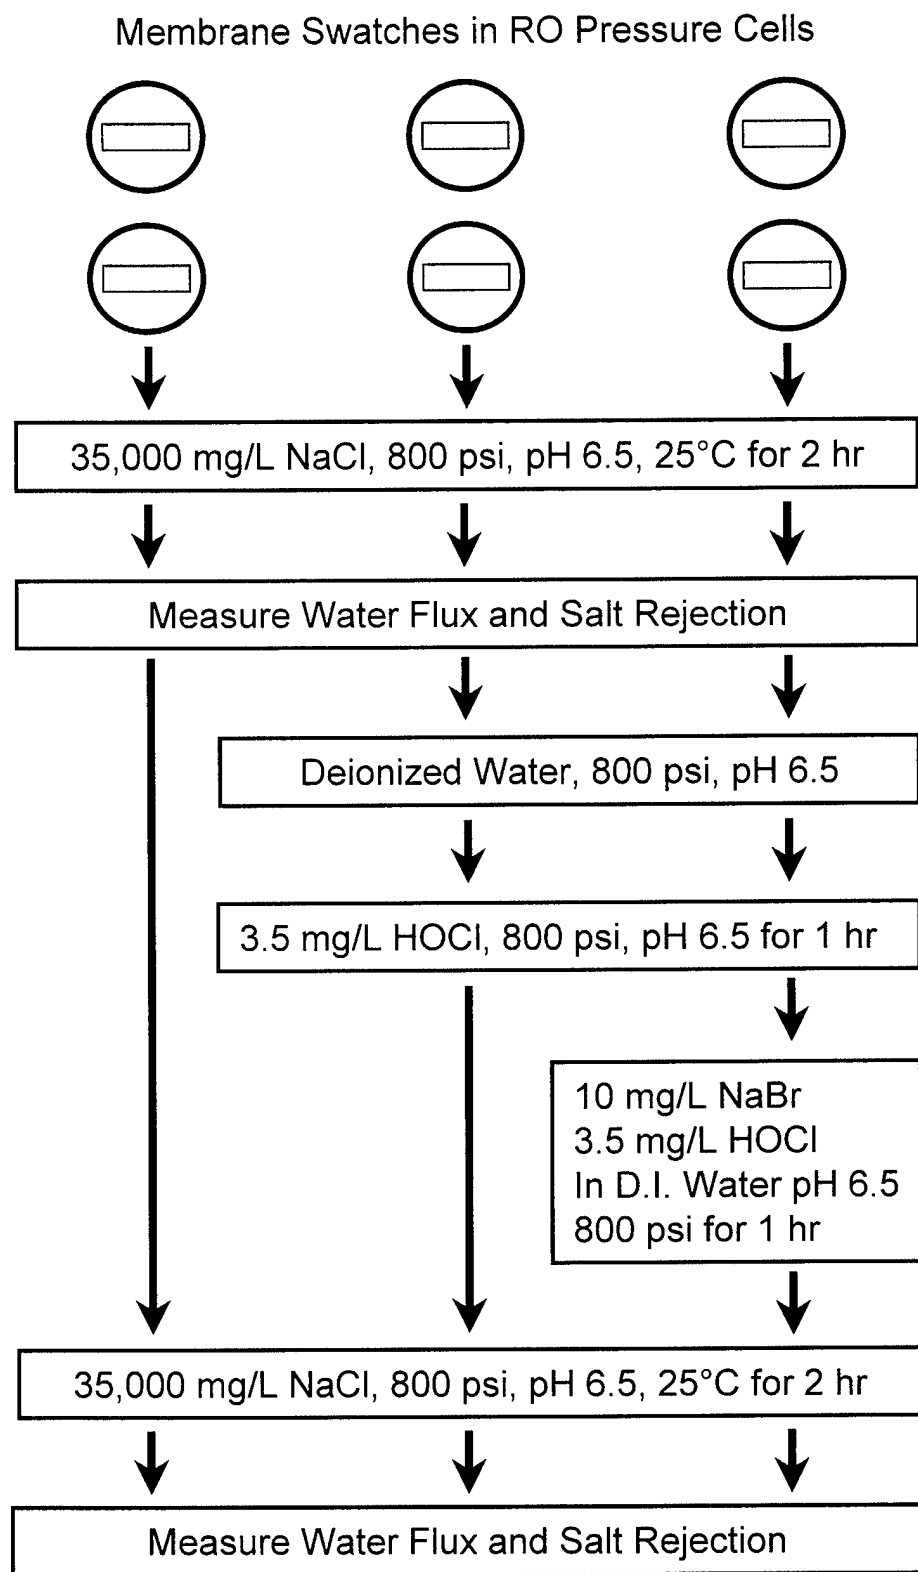 Membrane Swatches in RO Pressure Cells
35,000 mg/L NaCl, 800 psi, pH 6.5, 25°C for 2 hr
Measure Water Flux and Salt Rejection
Deionized Water, 800 psi, pH 6.5
3.5 mg/L HOCl, 800 psi, pH 6.5 for 1 hr
10 mg/L NaBr
3.5 mg/L HOCl
In D.I. Water pH 6.5
800 psi for 1 hr
35,000 mg/L NaCl, 800 psi, pH 6.5, 25°C for 2 hr
Measure Water Flux and Salt Rejection